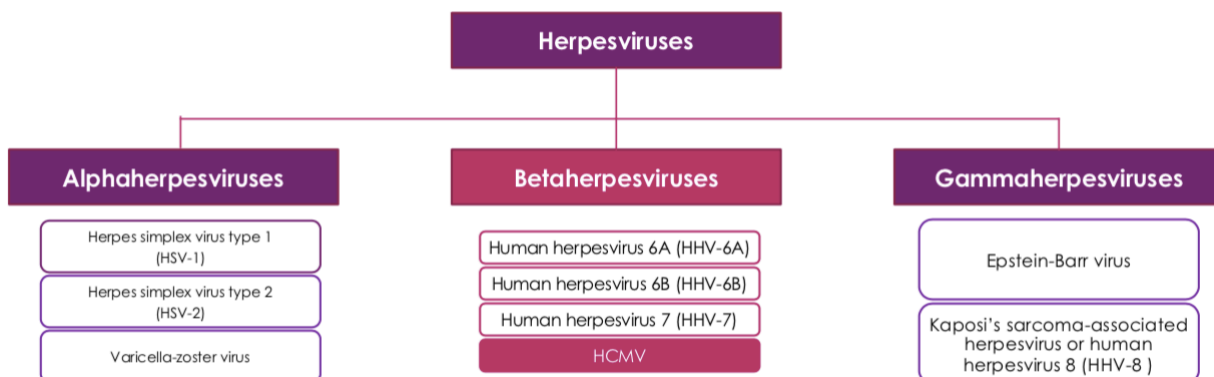 Herpesviruses
Alphaherpesviruses
Herpes simplex virus type 1
(HSV-1)
Herpes simplex virus type 2
(HSV-2)
Varicella-zoster virus
Betaherpesviruses
Human herpesvirus 6A (HHV-6A)
Human herpesvirus 6B (HHV-6B)
Human herpesvirus 7 (HHV-7)
HCMV
Gammaherpesviruses
Epstein-Barr virus
Kaposi’s sarcoma-associated
herpesvirus or human
herpesvirus 8 (HHV-8 )